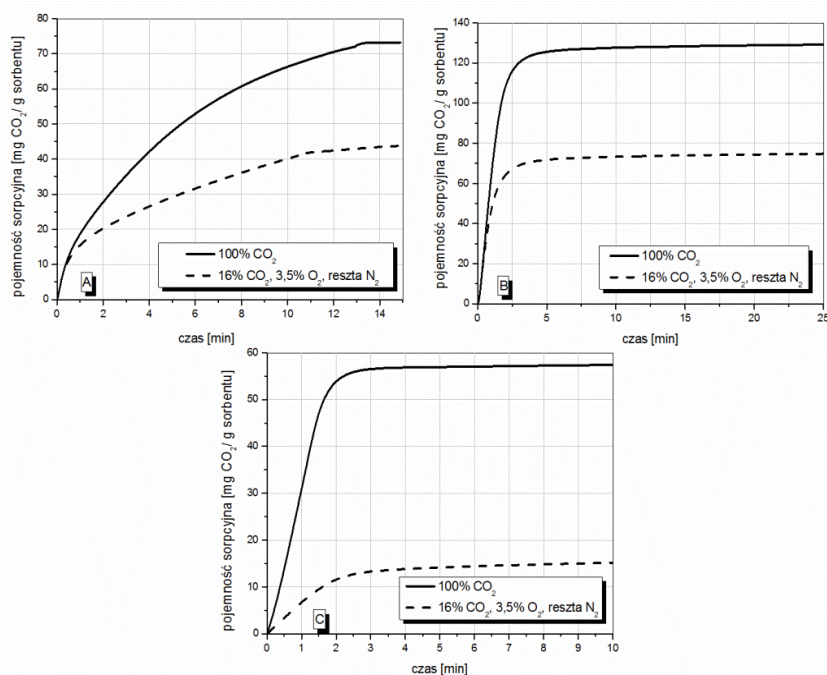 pojemność sorpcyjna [mg CO₂/ g sorbentu]
80
70
60
50
40
30
20
10
0
A
100% CO₂
16% CO₂, 3,5% O₂, reszta N₂
0 2 4 6 8 10 12 14
czas [min]
pojemność sorpcyjna [mg CO₂/ g sorbentu]
140
120
100
80
60
40
20
0
B
100% CO₂
16% CO₂, 3,5% O₂, reszta N₂
0 5 10 15 20 25
czas [min]
pojemność sorpcyjna [mg CO₂/ g sorbentu]
60
50
40
30
20
10
0
C
100% CO₂
16% CO₂, 3,5% O₂, reszta N₂
0 1 2 3 4 5 6 7 8 9 10
czas [min]